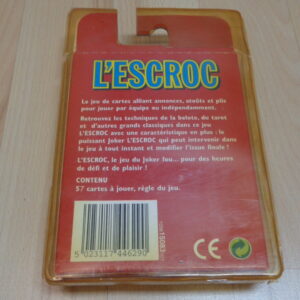 L'ESCROC
Le jeu de cartes alliant annonces, atouts et plis
pour jouer par équipe ou indépendamment.
Retrouvez les techniques de la belote, du tarot
et d'autres grands classiques dans ce jeu
L'ESCROC avec une caractéristique en plus : le
puissant Joker L'ESCROC qui peut intervenir dans
le jeu à tout instant et modifier l'issue finale !
L'ESCROC, le jeu du Joker fou... pour des heures
de défi et de plaisir !
CONTENU
57 cartes à jouer, règle du jeu.
5 023117 446290
CE